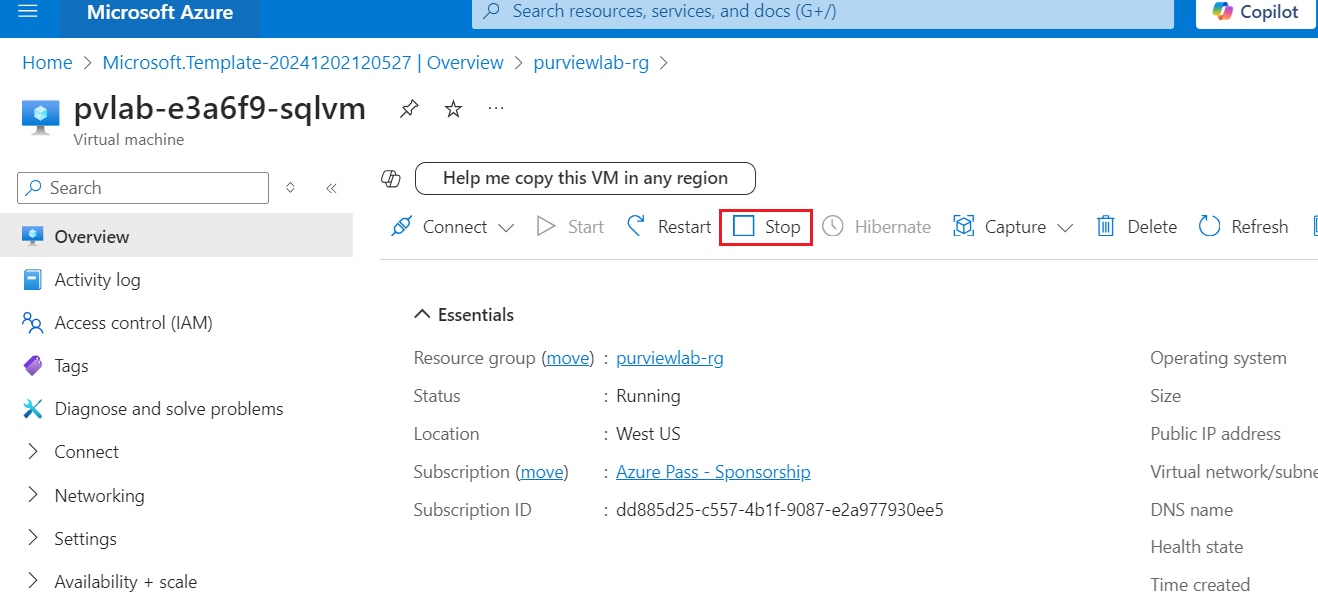 Microsoft Azure
Search resources, services, and docs (G+/)
Copilot
Home > Microsoft.Template-20241202120527 | Overview > purviewlab-rg >
pvlab-e3a6f9-sqlvm
Virtual machine
Search
Help me copy this VM in any region
Connect Start Restart Stop Hibernate Capture Delete Refresh
Overview
Activity log
Access control (IAM)
Tags
Diagnose and solve problems
Connect
Networking
Settings
Availability + scale
Essentials
Resource group (move) : purviewlab-rg
Status : Running
Location : West US
Subscription (move) : Azure Pass - Sponsorship
Subscription ID : dd885d25-c557-4b1f-9087-e2a977930ee5
Operating system
Size
Public IP address
Virtual network/subne
DNS name
Health state
Time created